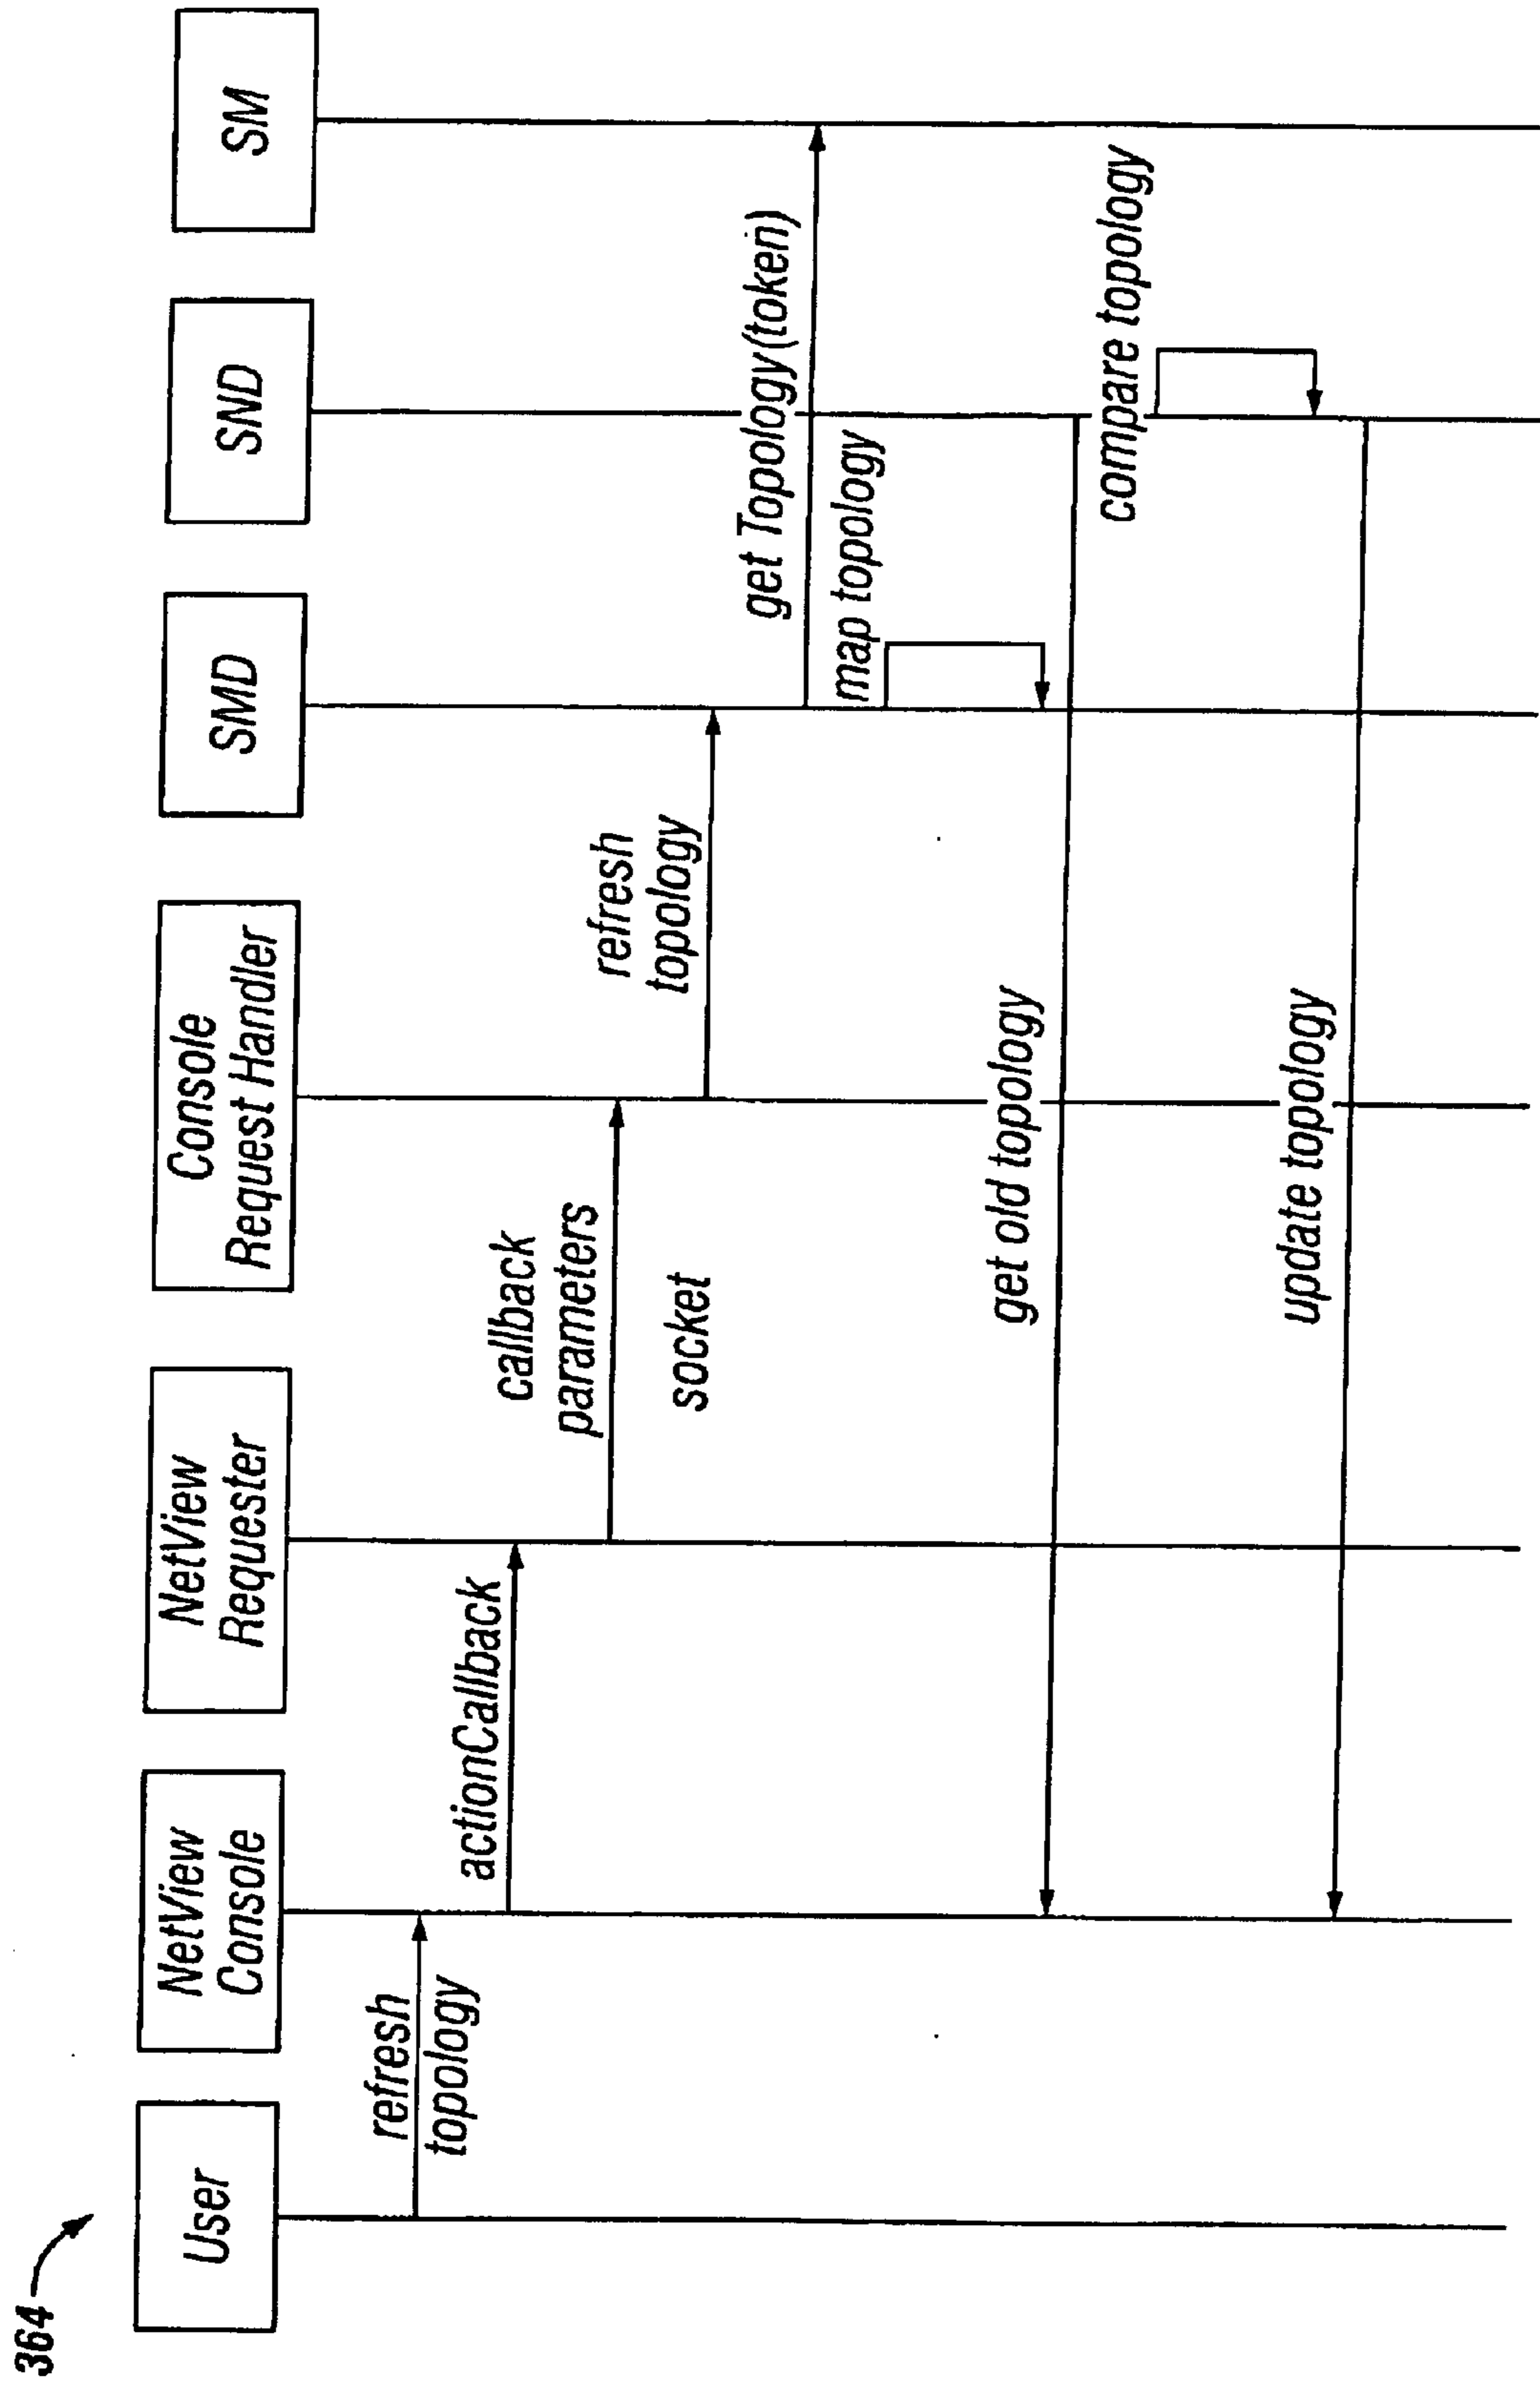 364
User
NetView
Console
NetView
Requester
Console
Request Handler
SMD
SND
SM
refresh
topology
actionCallback
callback
parameters
socket
refresh
topology
get Topology(token)
map topology
get old topology
compare topology
update topology